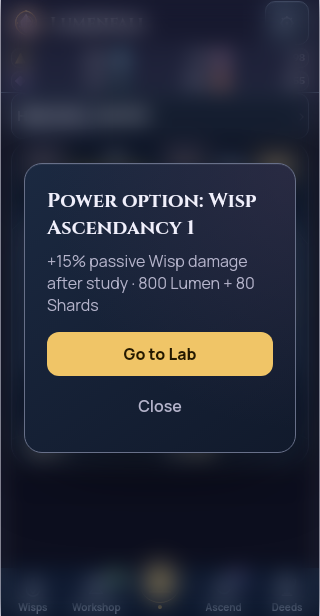 Power option: Wisp
Ascendancy 1
+15% passive Wisp damage
after study · 800 Lumen + 80
Shards
Go to Lab
Close
Wisps Workshop Ascend Deeds